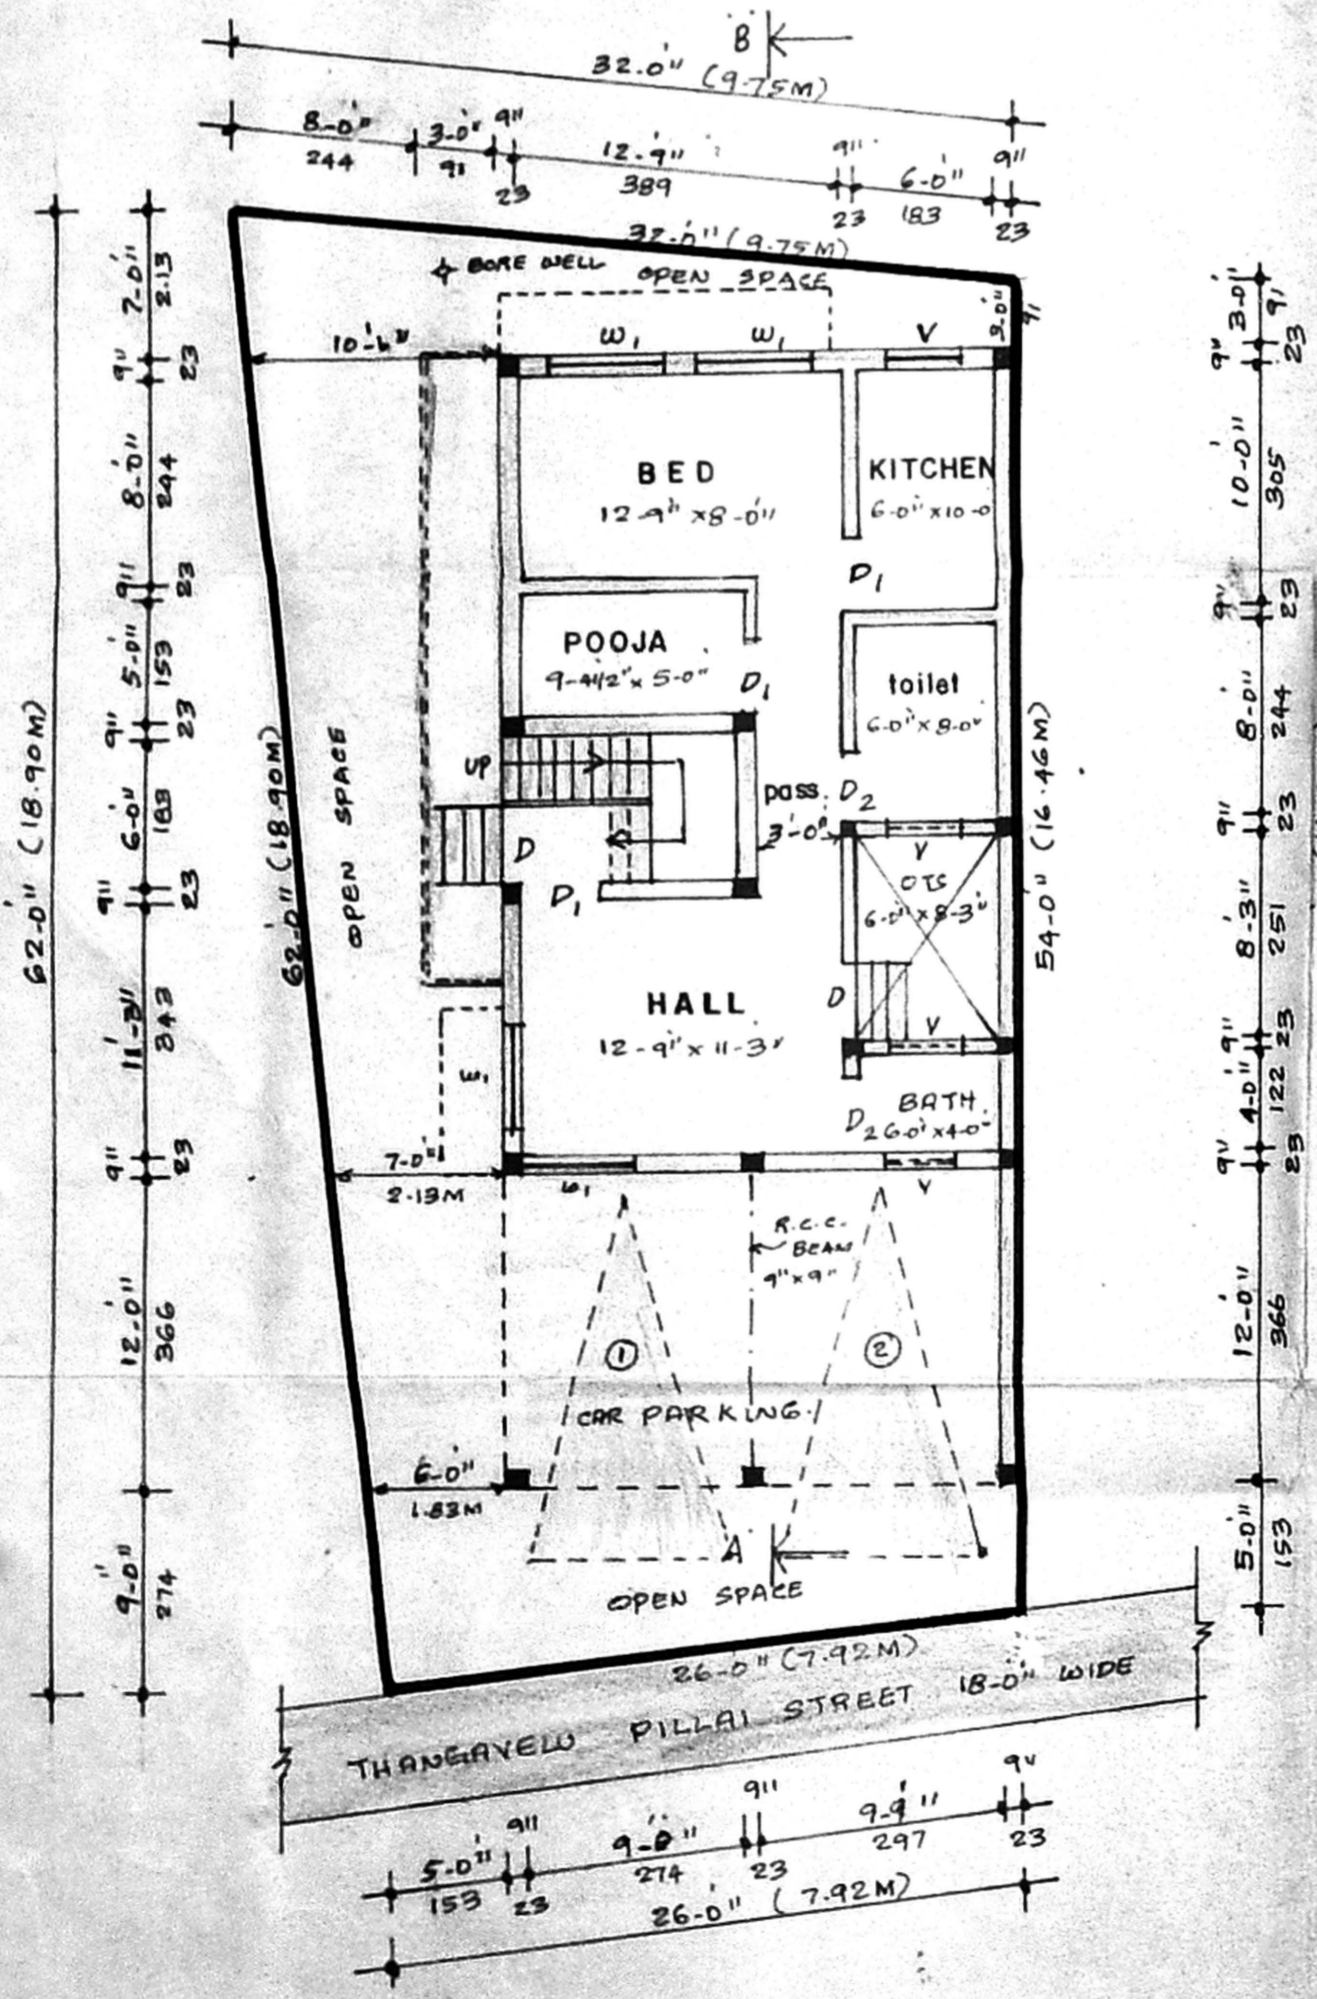 B
32.0" (9.75M)
8-0" 3-0" 9" 12-9" 9" 6-0" 9"
244 91 23 389 23 183 23
32-0" (9.75M)
BORE WELL OPEN SPACE
62-0" (18.90M)
7-0" 9" 8-0" 9" 5-0" 9" 6-0" 9" 11-3" 9" 12-0" 9-0"
2.13 23 244 23 153 23 183 23 343 23 366 274
62-0" (18.90M)
OPEN SPACE
10-6"
W1 W1 V
3-0"
91
BED
12-9" x 8-0"
KITCHEN
6-0" x 10-0
D1
POOJA
9-4 1/2" x 5-0"
D1
toilet
6-0" x 8-0"
UP
pass. D2
3-0"
V
D
D1
OTS
6-0" x 8-3"
HALL
12-9" x 11-3"
D
V
W1
BATH
D2 6-0" x 4-0"
7-0"
2.13M
W1
V
R.C.C.
BEAM
9" x 9"
1
2
CAR PARKING
6-0"
1.83M
A
OPEN SPACE
54-0" (16.46M)
3-0" 9" 10-0" 9" 8-0" 9" 8-3" 9" 4-0" 9" 12-0" 5-0"
91 23 305 23 244 23 251 23 122 23 366 153
26-0" (7.92M)
THANGAVELU PILLAI STREET 18-0" WIDE
5-0" 9" 9-0" 9" 9-9" 9"
153 23 274 23 297 23
26-0" (7.92M)